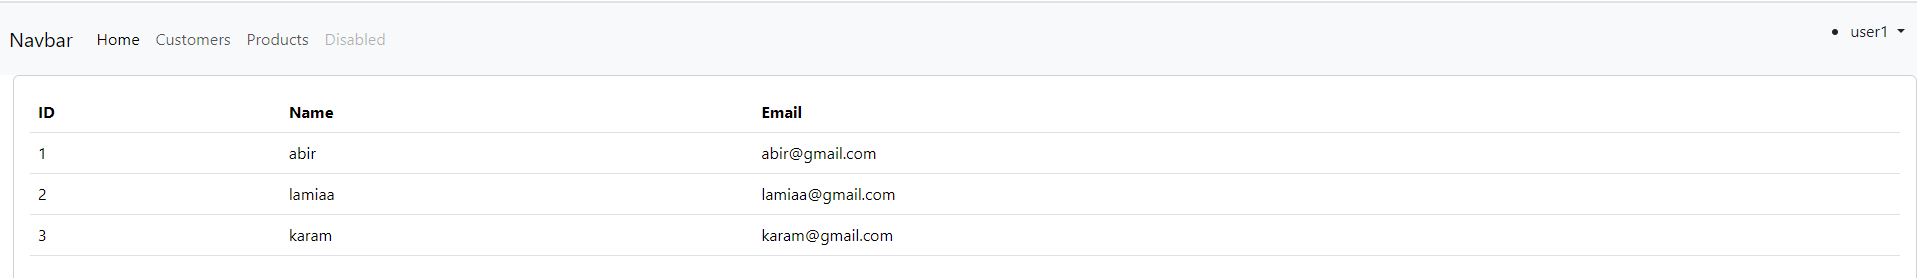 Navbar Home Customers Products Disabled user1
ID Name Email
1 abir abir@gmail.com
2 lamiaa lamiaa@gmail.com
3 karam karam@gmail.com